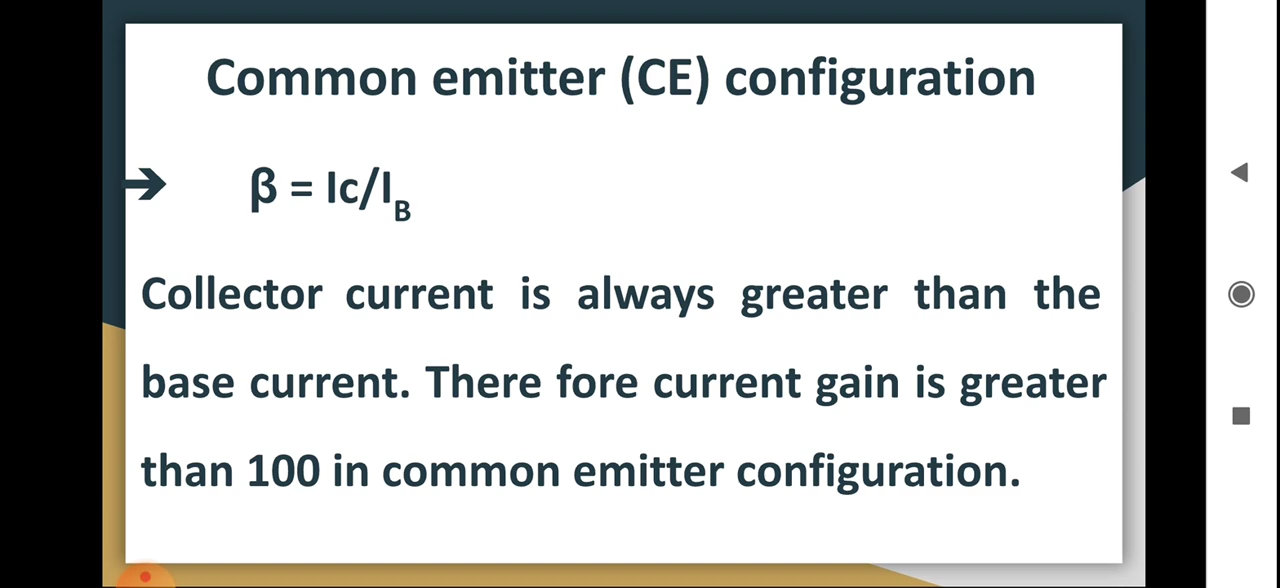 Common emitter (CE) configuration
➔ β = Ic/I_B
Collector current is always greater than the
base current. There fore current gain is greater
than 100 in common emitter configuration.